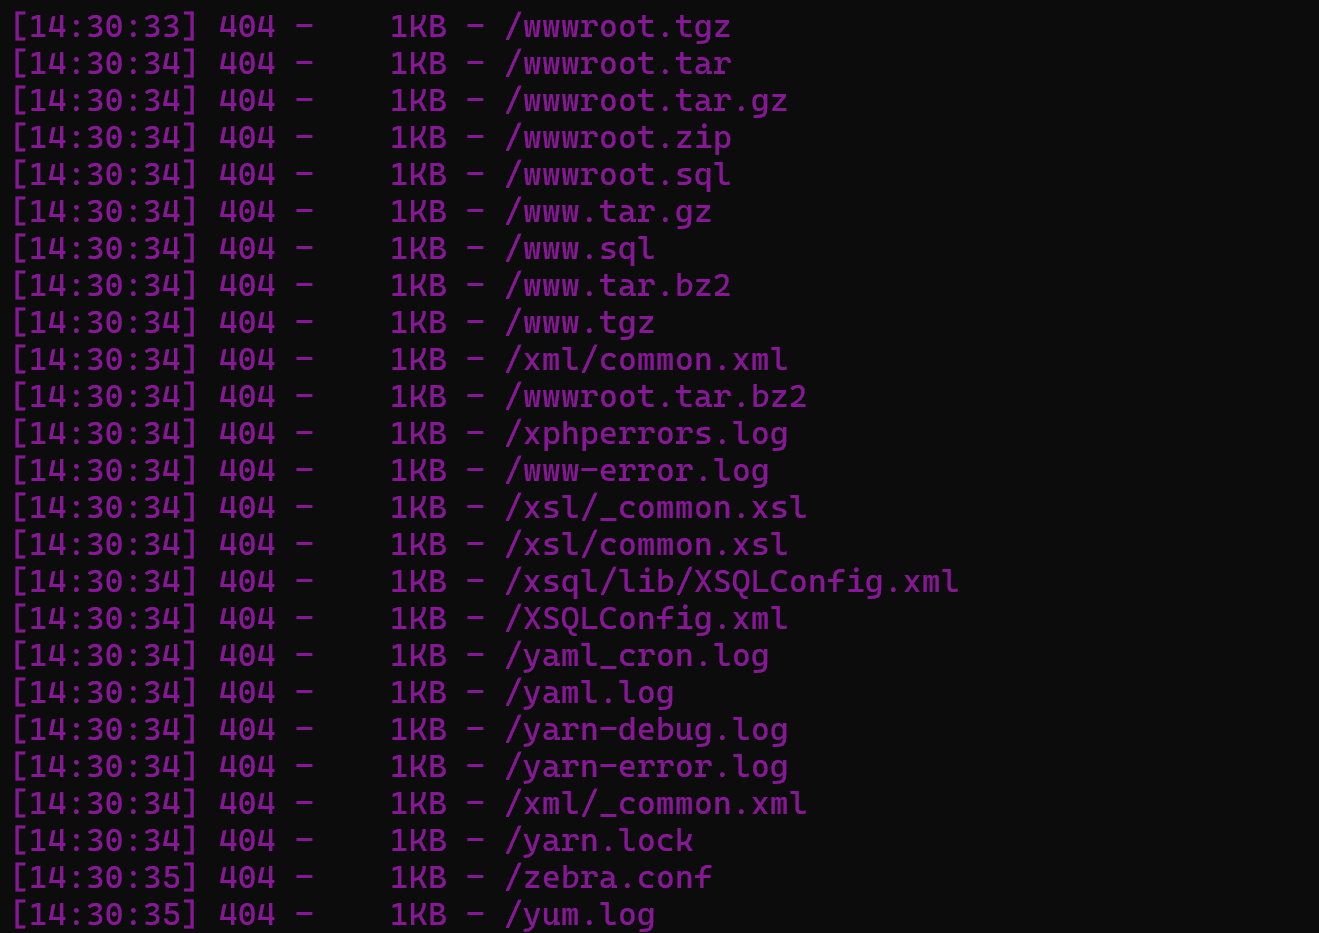 [14:30:33] 404 -    1KB - /wwwroot.tgz
[14:30:34] 404 -    1KB - /wwwroot.tar
[14:30:34] 404 -    1KB - /wwwroot.tar.gz
[14:30:34] 404 -    1KB - /wwwroot.zip
[14:30:34] 404 -    1KB - /wwwroot.sql
[14:30:34] 404 -    1KB - /www.tar.gz
[14:30:34] 404 -    1KB - /www.sql
[14:30:34] 404 -    1KB - /www.tar.bz2
[14:30:34] 404 -    1KB - /www.tgz
[14:30:34] 404 -    1KB - /xml/common.xml
[14:30:34] 404 -    1KB - /wwwroot.tar.bz2
[14:30:34] 404 -    1KB - /xphperrors.log
[14:30:34] 404 -    1KB - /www-error.log
[14:30:34] 404 -    1KB - /xsl/_common.xsl
[14:30:34] 404 -    1KB - /xsl/common.xsl
[14:30:34] 404 -    1KB - /xsql/lib/XSQLConfig.xml
[14:30:34] 404 -    1KB - /XSQLConfig.xml
[14:30:34] 404 -    1KB - /yaml_cron.log
[14:30:34] 404 -    1KB - /yaml.log
[14:30:34] 404 -    1KB - /yarn-debug.log
[14:30:34] 404 -    1KB - /yarn-error.log
[14:30:34] 404 -    1KB - /xml/_common.xml
[14:30:34] 404 -    1KB - /yarn.lock
[14:30:35] 404 -    1KB - /zebra.conf
[14:30:35] 404 -    1KB - /yum.log